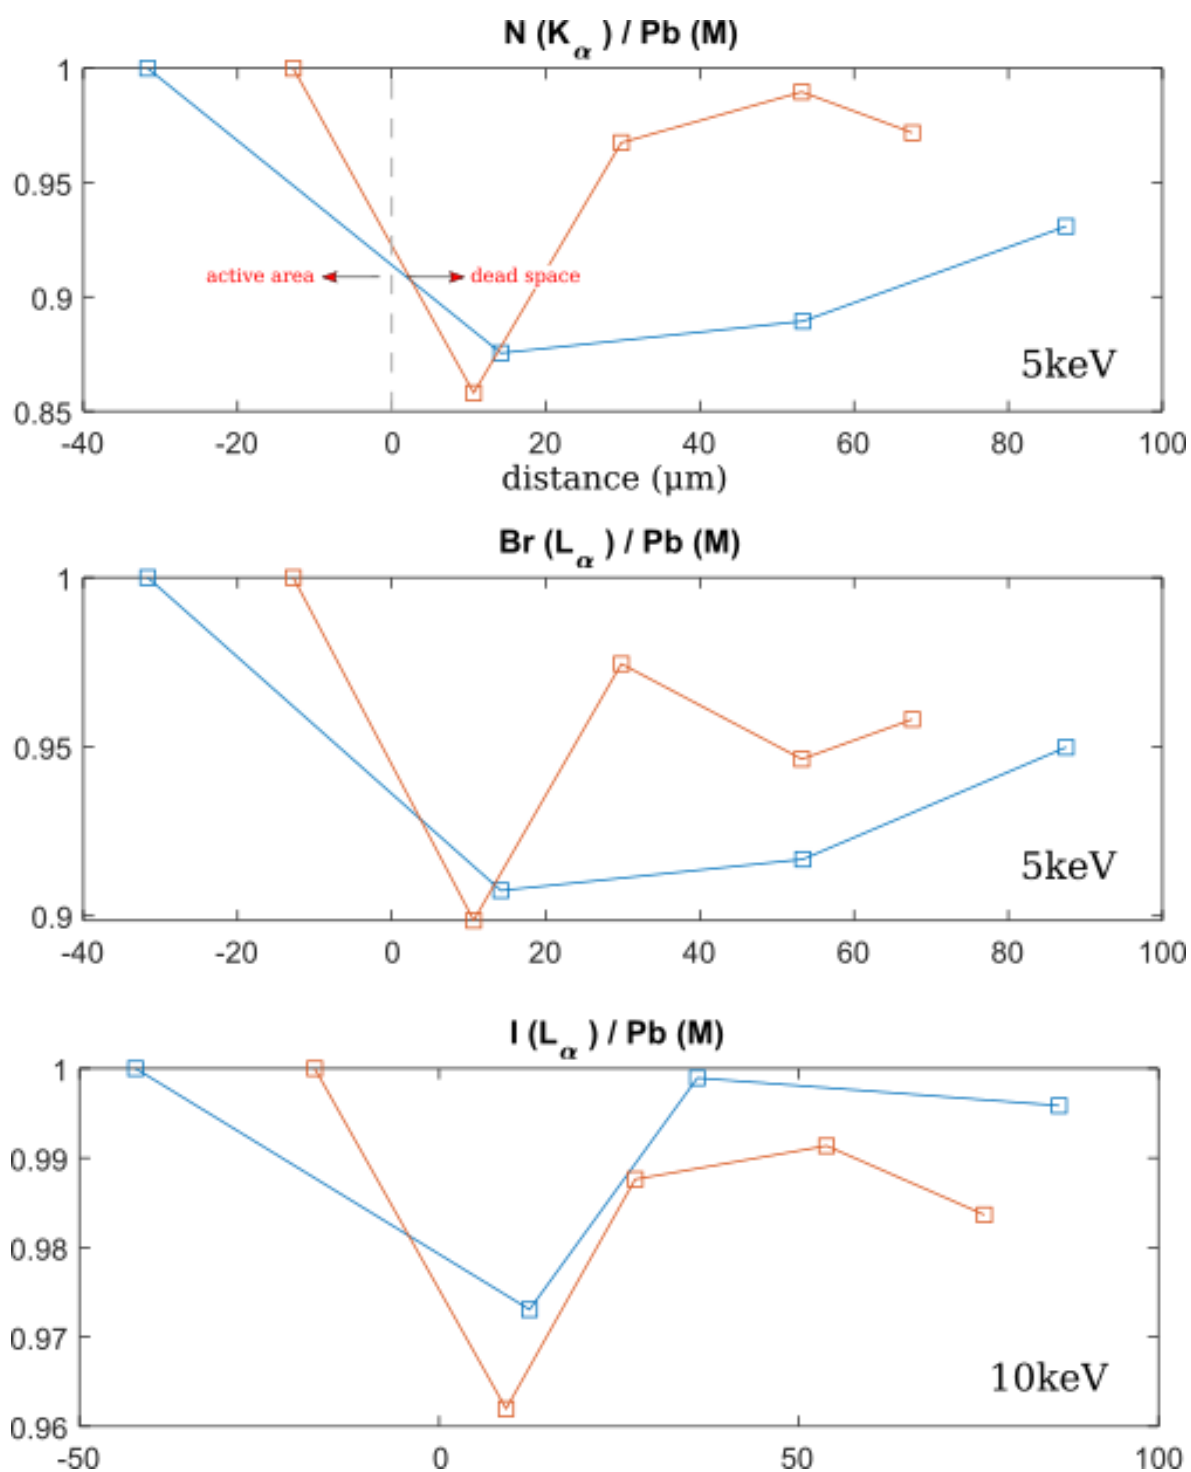 N (Kα) / Pb (M)
1
0.95
0.9
0.85
active area
dead space
5keV
-40 -20 0 20 40 60 80 100
distance (µm)
Br (Lα) / Pb (M)
1
0.95
0.9
5keV
-40 -20 0 20 40 60 80 100
I (Lα) / Pb (M)
1
0.99
0.98
0.97
0.96
10keV
-50 0 50 100